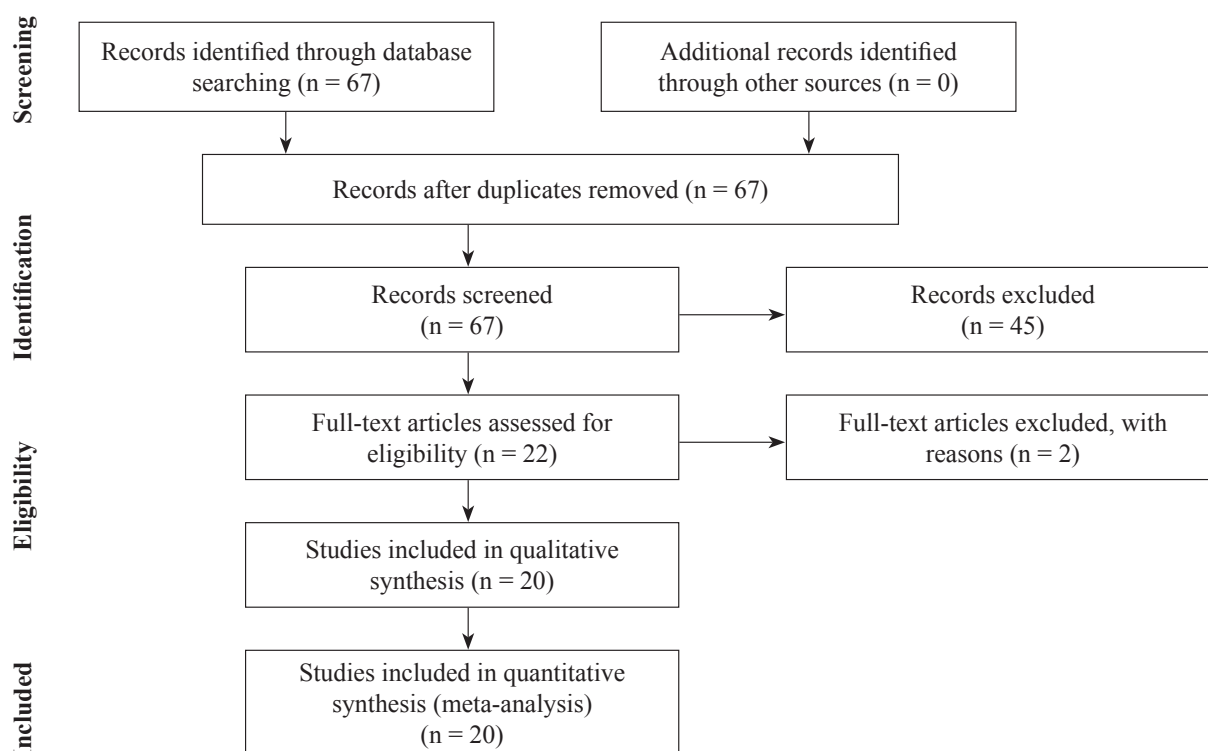 Screening
Records identified through database
searching (n = 67)
Additional records identified
through other sources (n = 0)
Records after duplicates removed (n = 67)
Identification
Records screened
(n = 67)
Records excluded
(n = 45)
Full-text articles assessed for
eligibility (n = 22)
Full-text articles excluded, with
reasons (n = 2)
Eligibility
Studies included in qualitative
synthesis (n = 20)
Included
Studies included in quantitative
synthesis (meta-analysis)
(n = 20)